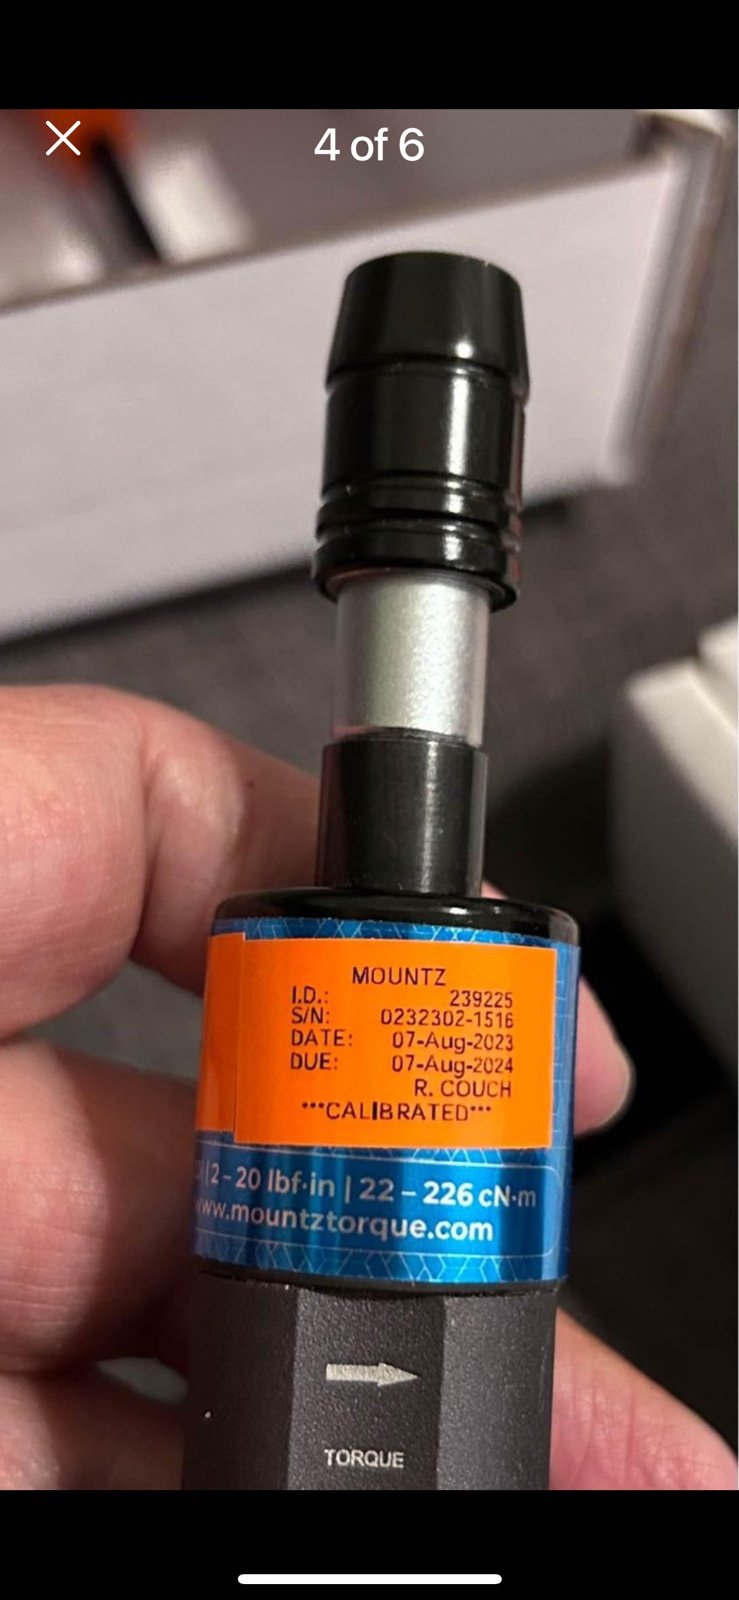 4 of 6
MOUNTZ
I.D.: 239225
S/N: 0232302-1516
DATE: 07-Aug-2023
DUE: 07-Aug-2024
R. COUCH
***CALIBRATED***
2 – 20 lbf·in | 22 – 226 cN·m
www.mountztorque.com
TORQUE